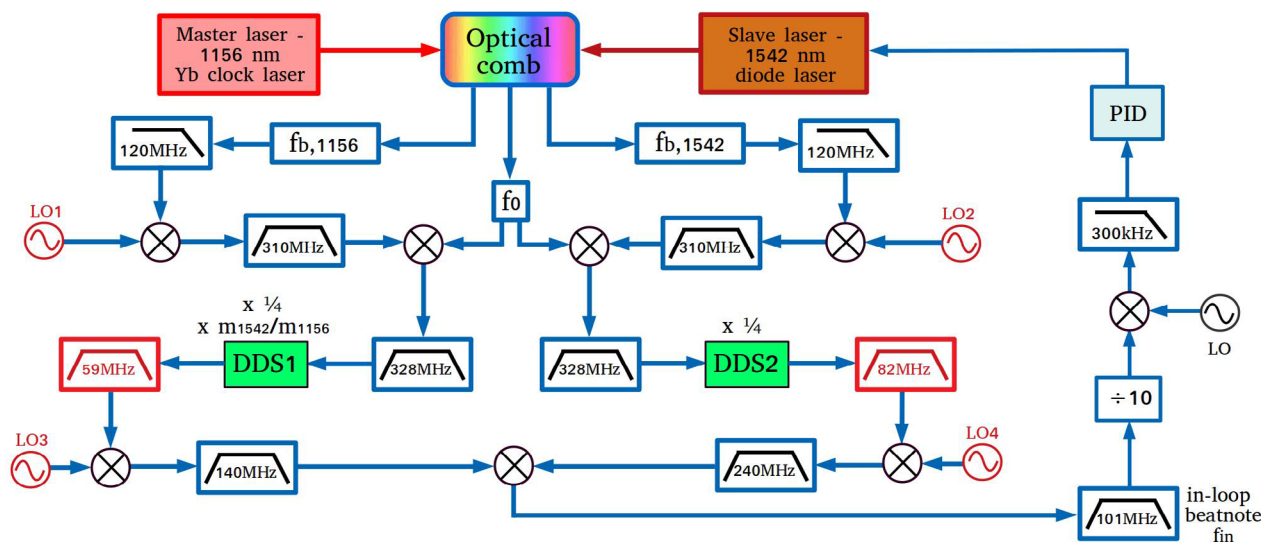 Master laser -
1156 nm
Yb clock laser
Optical
comb
Slave laser -
1542 nm
diode laser
PID
120MHz
fb,1156
fb,1542
120MHz
f0
LO1
310MHz
310MHz
LO2
300kHz
x ¼
x m1542/m1156
x ¼
LO
59MHz
DDS1
328MHz
328MHz
DDS2
82MHz
÷10
LO3
140MHz
240MHz
LO4
101MHz
in-loop
beatnote
fin